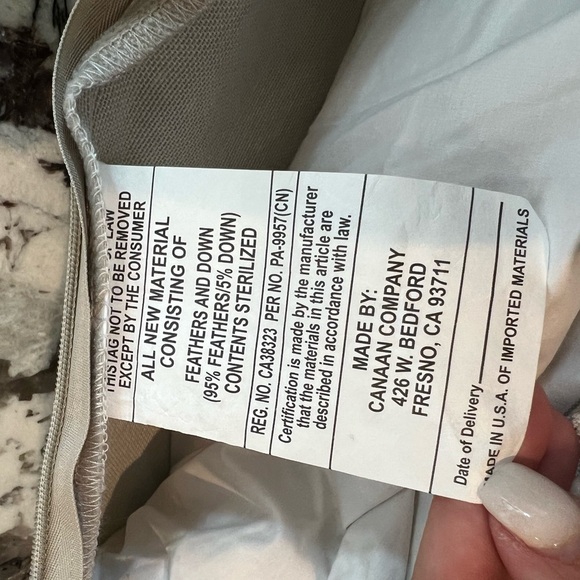 LAW
THIS TAG NOT TO BE REMOVED
EXCEPT BY THE CONSUMER
ALL NEW MATERIAL
CONSISTING OF
FEATHERS AND DOWN
(95% FEATHERS/5% DOWN)
CONTENTS STERILIZED
REG. NO. CA38323 PER NO. PA-9957(CN)
Certification is made by the manufacturer
that the materials in this article are
described in accordance with law.
MADE BY:
CANAAN COMPANY
426 W. BEDFORD
FRESNO, CA 93711
Date of Delivery
MADE IN U.S.A. OF IMPORTED MATERIALS